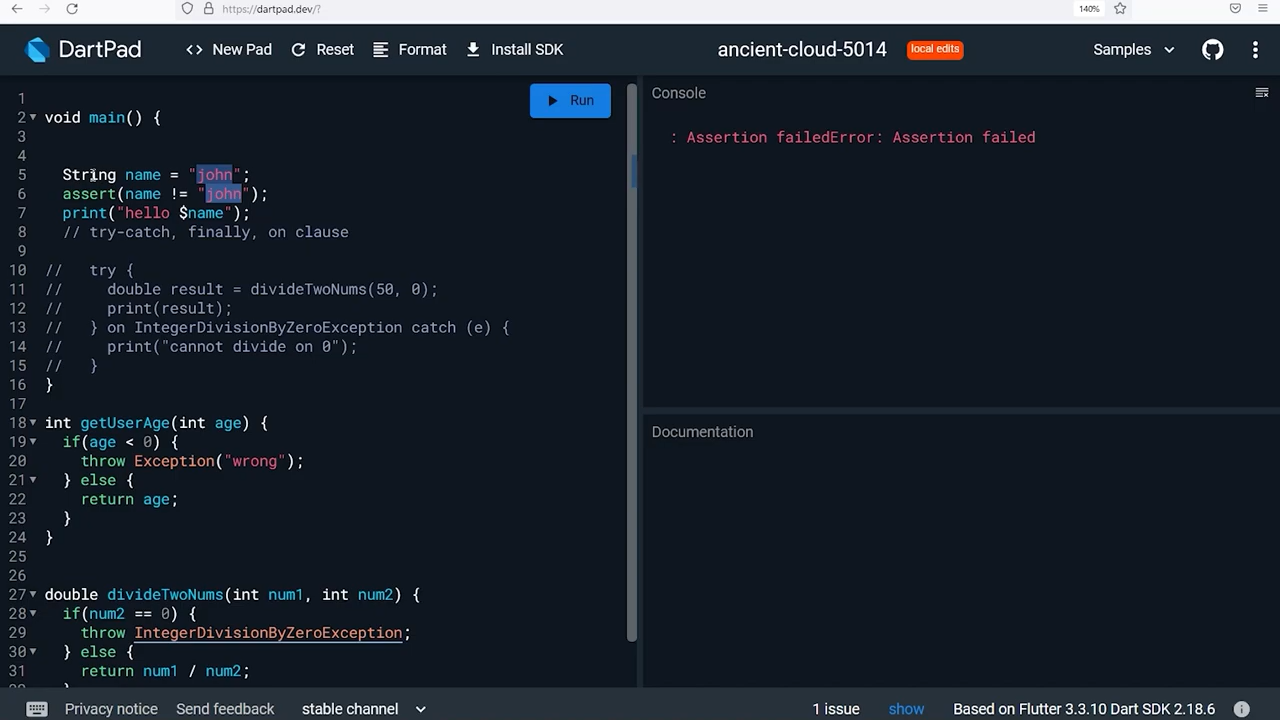 https://dartpad.dev/?
140%
DartPad
<> New Pad
Reset
Format
Install SDK
ancient-cloud-5014
local edits
Samples
Run
1
2 void main() {
3
4
5 String name = "john";
6 assert(name != "john");
7 print("hello $name");
8 // try-catch, finally, on clause
9
10 // try {
11 // double result = divideTwoNums(50, 0);
12 // print(result);
13 // } on IntegerDivisionByZeroException catch (e) {
14 // print("cannot divide on 0");
15 // }
16 }
17
18 int getUserAge(int age) {
19 if(age < 0) {
20 throw Exception("wrong");
21 } else {
22 return age;
23 }
24 }
25
26
27 double divideTwoNums(int num1, int num2) {
28 if(num2 == 0) {
29 throw IntegerDivisionByZeroException;
30 } else {
31 return num1 / num2;
Console
: Assertion failedError: Assertion failed
Documentation
Privacy notice
Send feedback
stable channel
1 issue
show
Based on Flutter 3.3.10 Dart SDK 2.18.6